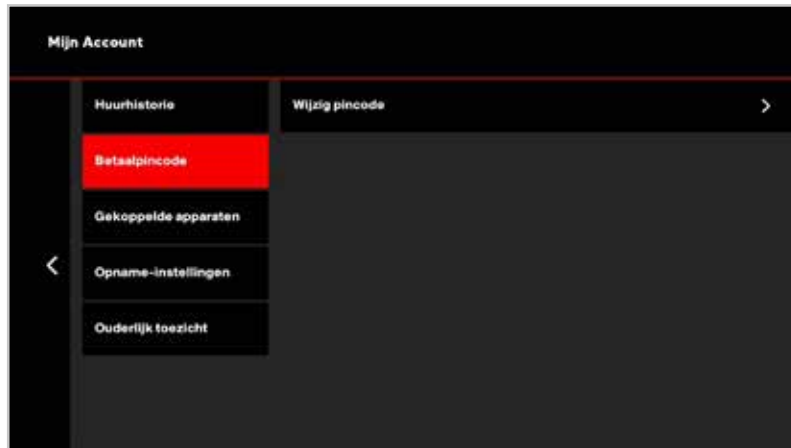 Mijn Account
Huurhistorie
Wijzig pincode
Betaalpincode
Gekoppelde apparaten
Opname-instellingen
Ouderlijk toezicht